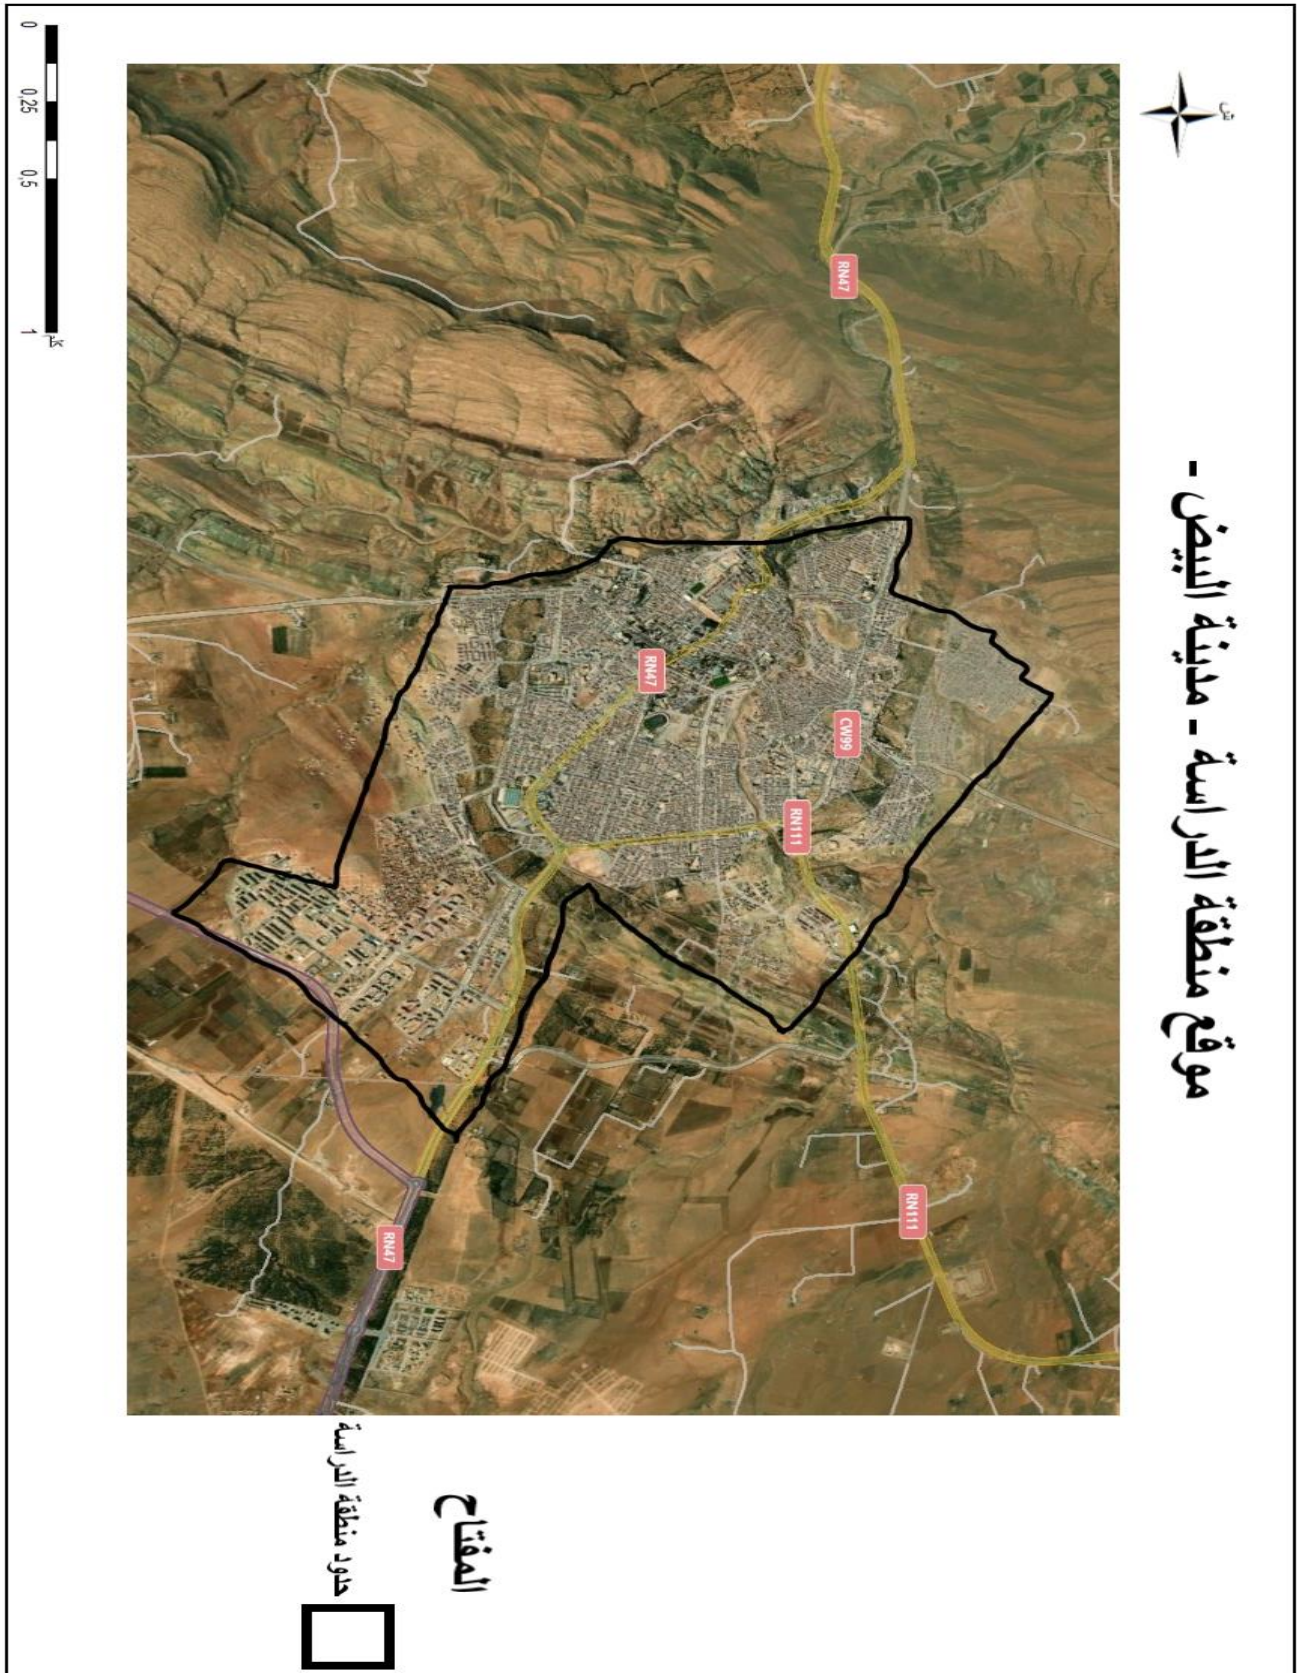 موقع منطقة الدراسة - مدينة البيض -
ش
RN47
RN47
CW99
RN111
RN111
RN47
المفتاح
حدود منطقة الدراسة
0 0,25 0,5 1
كلم